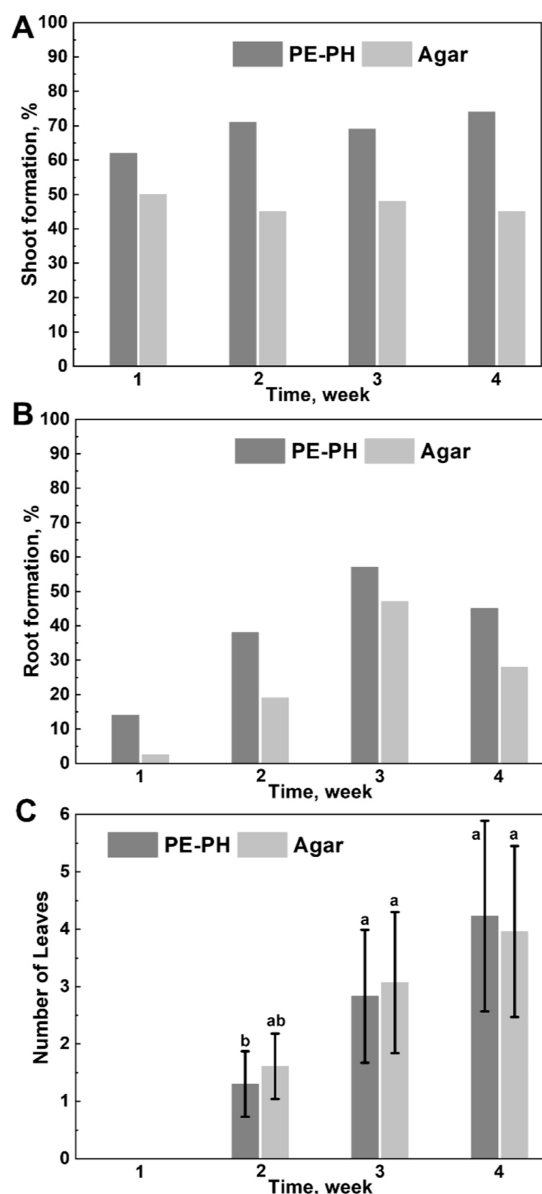 A
PE-PH Agar
Shoot formation, %
100
90
80
70
60
50
40
30
20
10
0
1 2 3 4
Time, week
B
PE-PH Agar
Root formation, %
100
90
80
70
60
50
40
30
20
10
0
1 2 3 4
Time, week
C
PE-PH Agar
Number of Leaves
6
5
4
3
2
1
0
b ab
a a
a a
1 2 3 4
Time, week